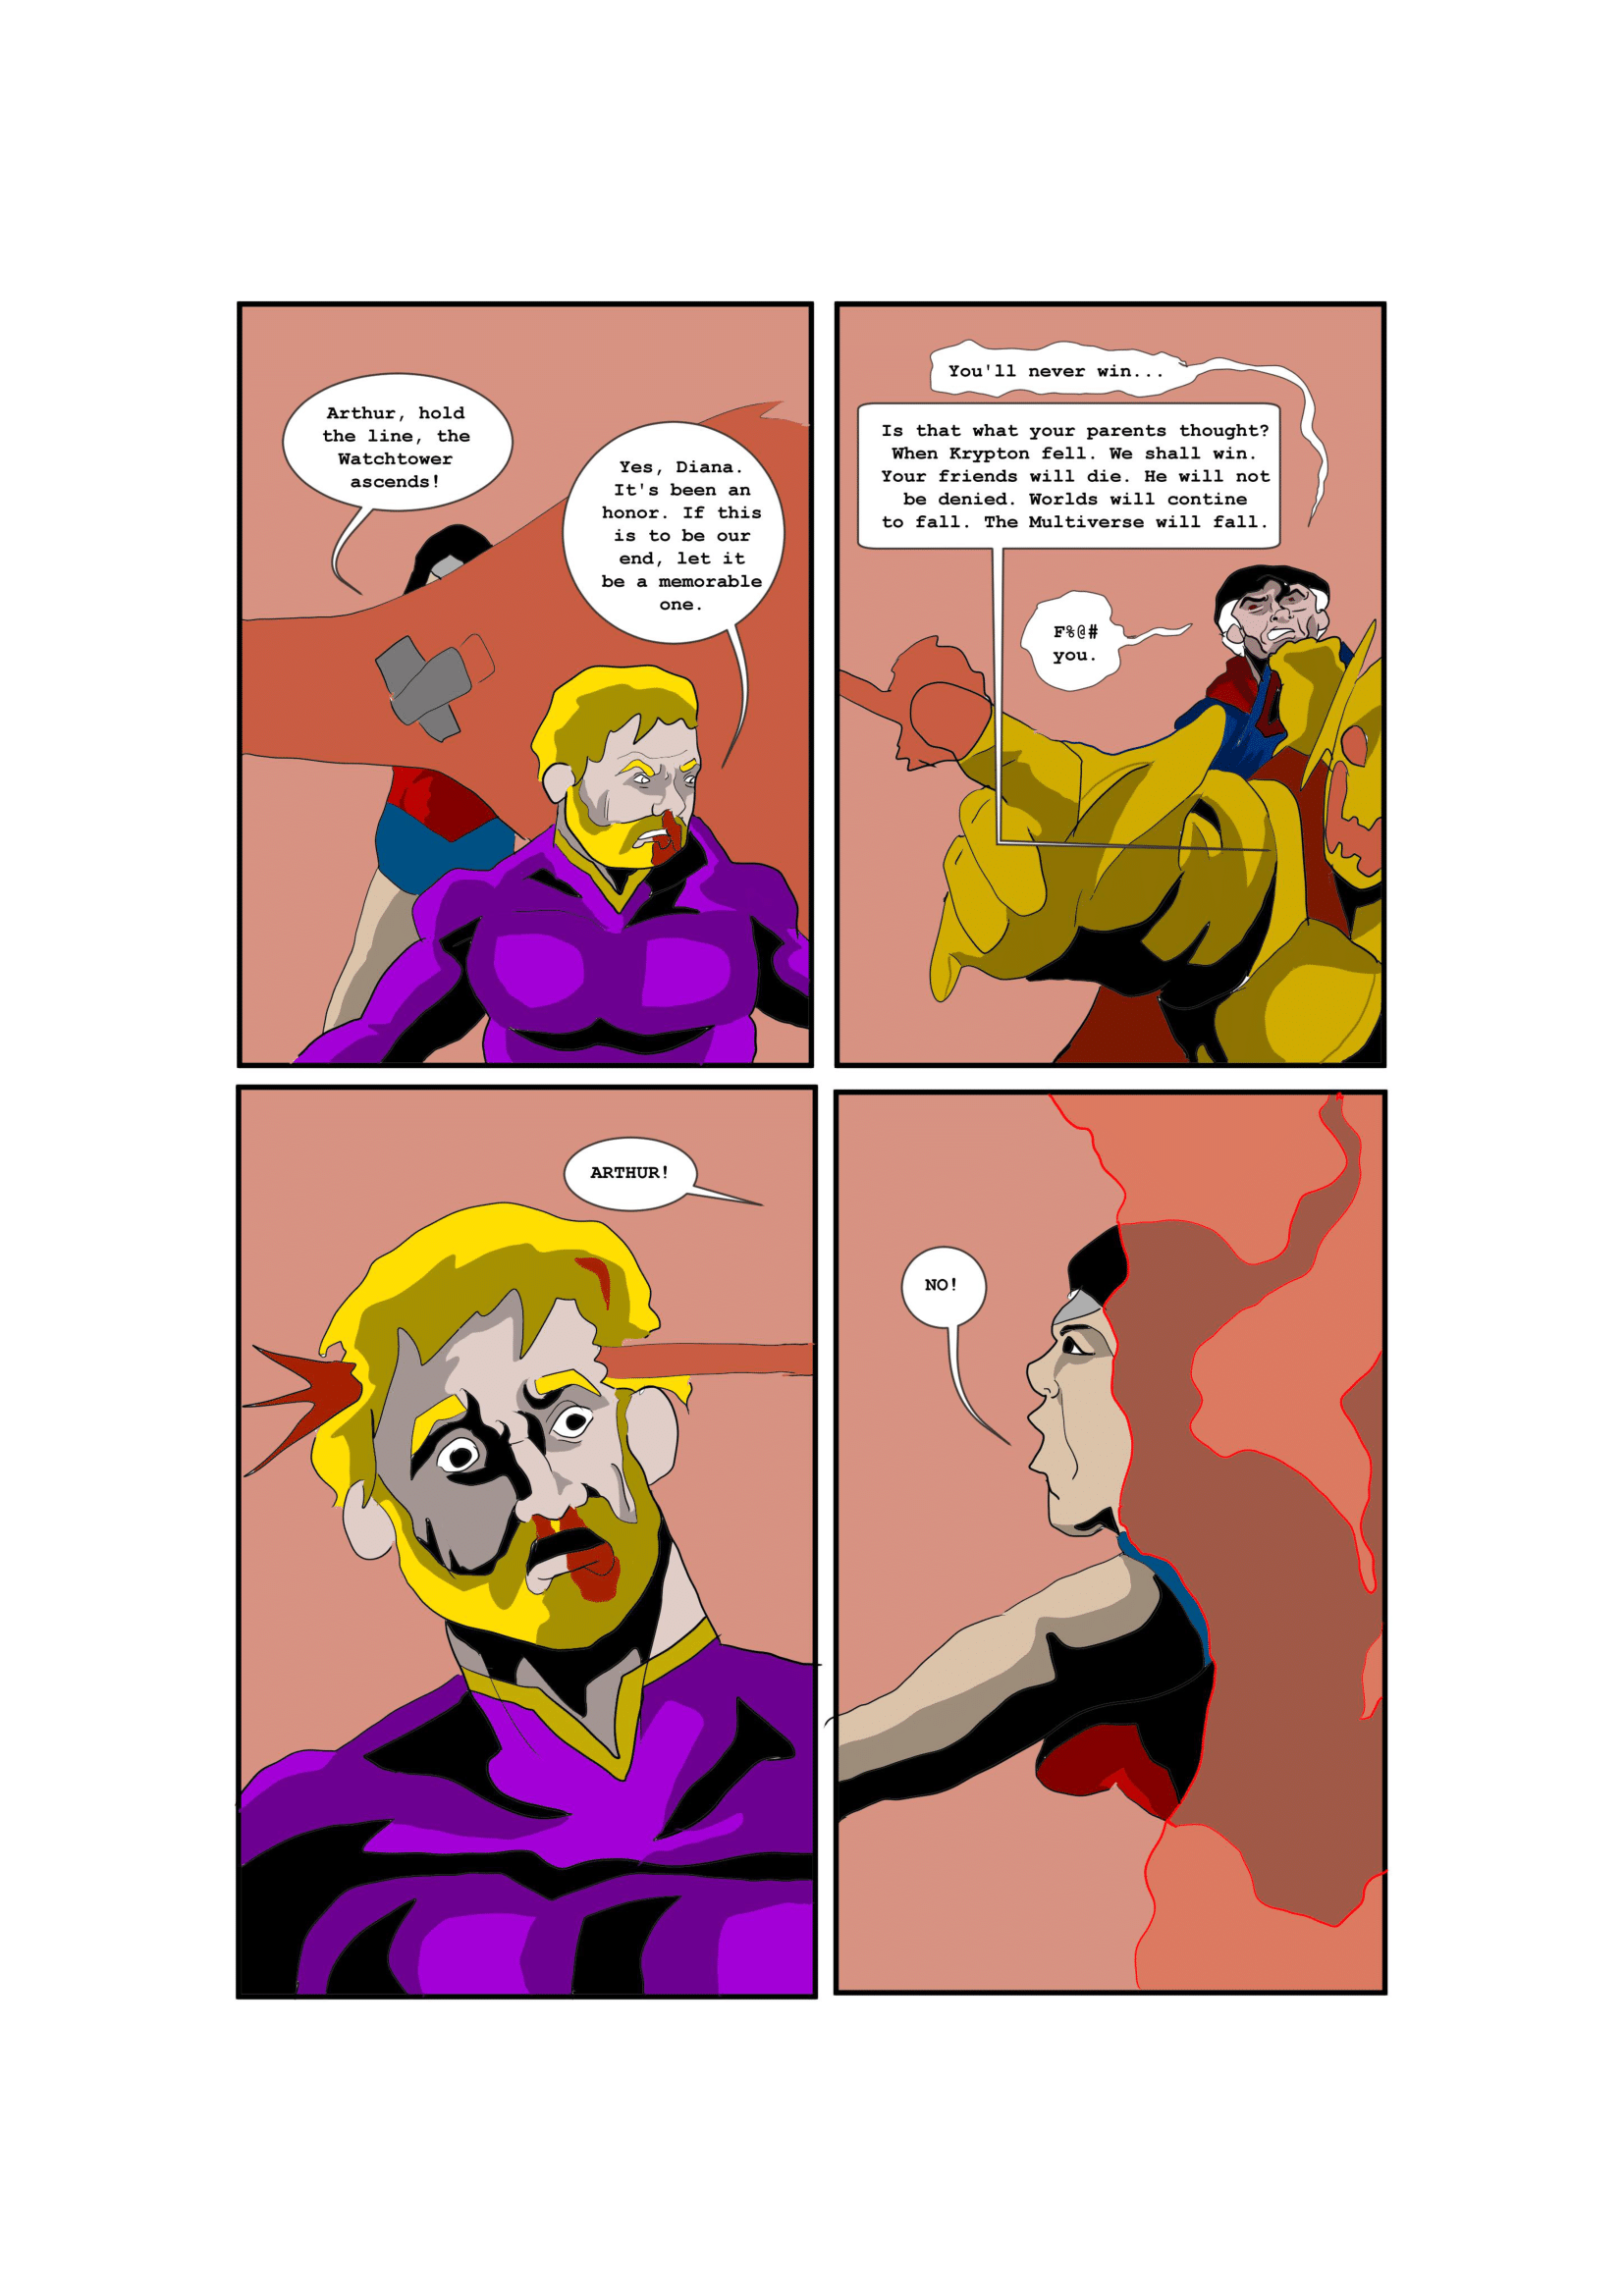 Arthur, hold
the line, the
Watchtower
ascends!
Yes, Diana.
It's been an
honor. If this
is to be our
end, let it
be a memorable
one.
You'll never win...
Is that what your parents thought?
When Krypton fell. We shall win.
Your friends will die. He will not
be denied. Worlds will contine
to fall. The Multiverse will fall.
F%@#
you.
ARTHUR!
NO!